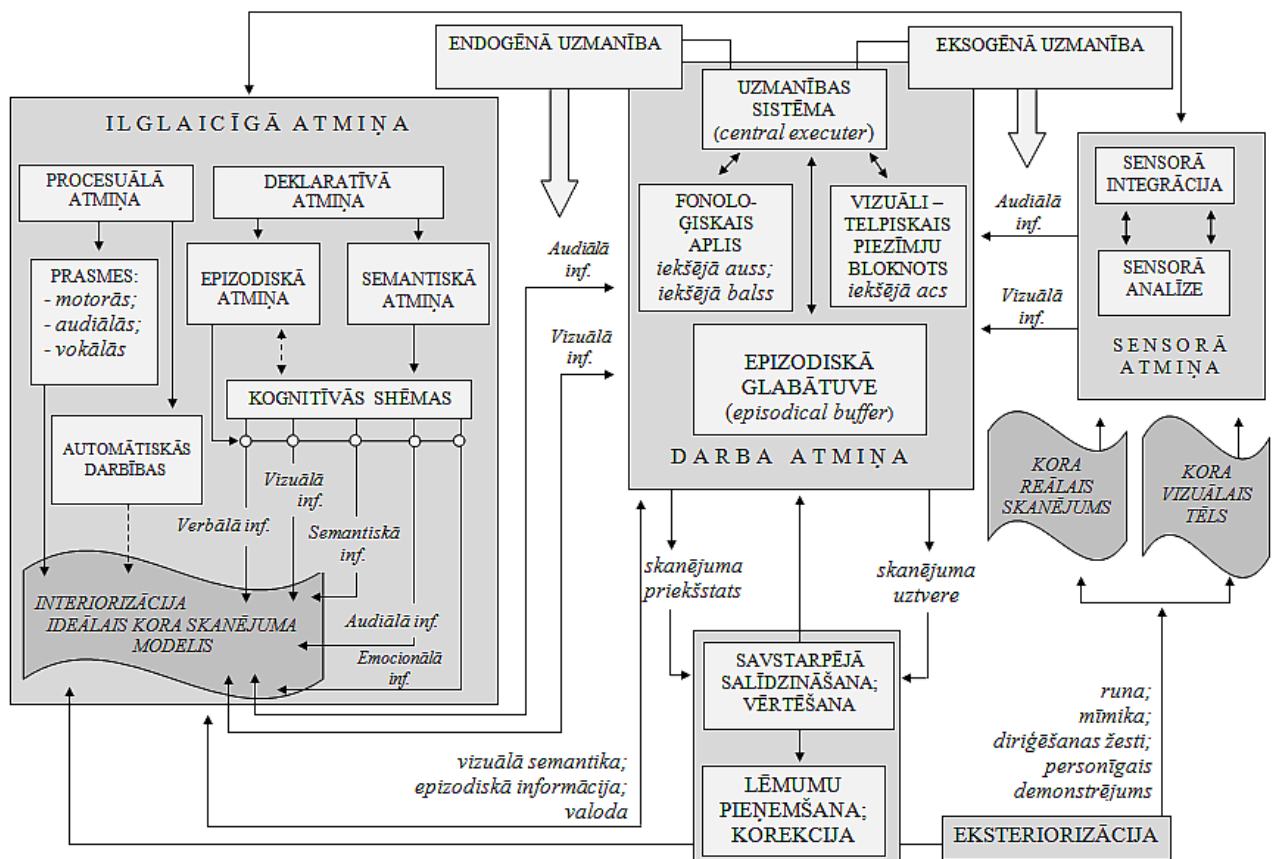 ENDOGĒNĀ UZMANĪBA
EKSOGĒNĀ UZMANĪBA
ILGLAICĪGĀ ATMIŅA
PROCESUĀLĀ
ATMIŅA
DEKLARATĪVĀ
ATMIŅA
PRASMES:
- motorās;
- audiālās;
- vokālās
EPIZODISKĀ
ATMIŅA
SEMANTISKĀ
ATMIŅA
KOGNITĪVĀS SHĒMAS
AUTOMĀTISKĀS
DARBĪBAS
Verbālā inf.
Vizuālā
inf.
Semantiskā
inf.
Audiālā inf.
Emocionālā
inf.
INTERIORIZĀCIJA
IDEĀLAIS KORA SKANĒJUMA
MODELIS
Audiālā
inf.
Vizuālā
inf.
UZMANĪBAS
SISTĒMA
(central executer)
FONOLO-
ĢISKAIS
APLIS
iekšējā auss;
iekšējā balss
VIZUĀLI –
TELPISKAIS
PIEZĪMJU
BLOKNOTS
iekšējā acs
EPIZODISKĀ
GLABĀTUVE
(episodical buffer)
DARBA ATMIŅA
Audiālā
inf.
Vizuālā
inf.
SENSORĀ
INTEGRĀCIJA
SENSORĀ
ANALĪZE
SENSORĀ
ATMIŅA
KORA
REĀLAIS
SKANĒJUMS
KORA
VIZUĀLAIS
TĒLS
skanējuma
priekšstats
skanējuma
uztvere
SAVSTARPĒJĀ
SALĪDZINĀŠANA;
VĒRTĒŠANA
LĒMUMU
PIEŅEMŠANA;
KOREKCIJA
vizuālā semantika;
epizodiskā informācija;
valoda
runa;
mīmika;
diriģēšanas žesti;
personīgais
demonstrējums
EKSTERIORIZĀCIJA